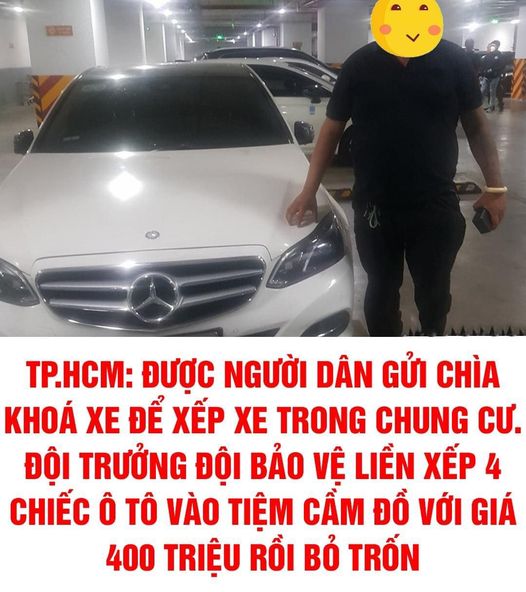 TP.HCM: ĐƯỢC NGƯỜI DÂN GỬI CHÌA
KHOÁ XE ĐỂ XẾP XE TRONG CHUNG CƯ.
ĐỘI TRƯỞNG ĐỘI BẢO VỆ LIỀN XẾP 4
CHIẾC Ô TÔ VÀO TIỆM CẦM ĐỒ VỚI GIÁ
400 TRIỆU RỒI BỎ TRỐN